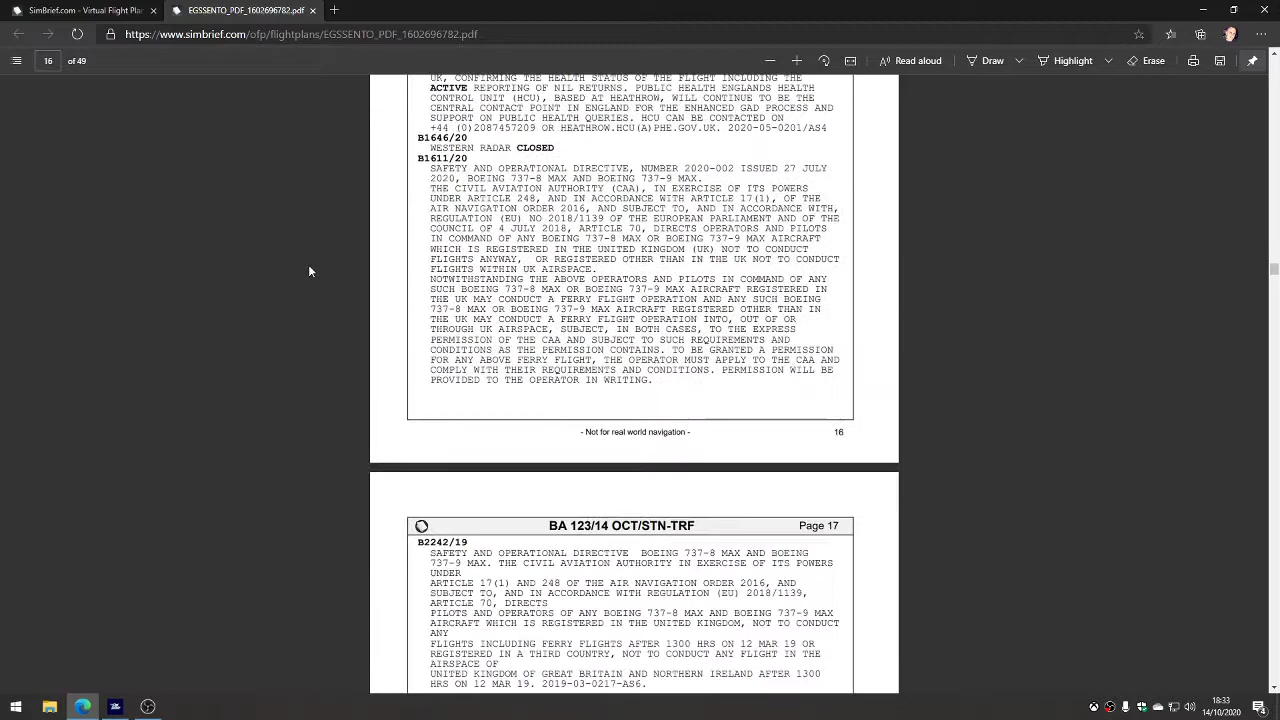 SimBrief.com - Virtual Flight Plan
EGSSENTO_PDF_1602696782.pdf
https://www.simbrief.com/ofp/flightplans/EGSSENTO_PDF_1602696782.pdf
16 of 49
Read aloud
Draw
Highlight
UK, CONFIRMING THE HEALTH STATUS OF THE FLIGHT INCLUDING THE
ACTIVE REPORTING OF NIL RETURNS. PUBLIC HEALTH ENGLANDS HEALTH
CONTROL UNIT (HCU), BASED AT HEATHROW, WILL CONTINUE TO BE THE
CENTRAL CONTACT POINT IN ENGLAND FOR THE ENHANCED GAD PROCESS AND
SUPPORT ON PUBLIC HEALTH QUERIES. HCU CAN BE CONTACTED ON
+44 (0)2087457209 OR HEATHROW.HCU(A)PHE.GOV.UK. 2020-05-0201/AS4
B1646/20
WESTERN RADAR CLOSED
B1611/20
SAFETY AND OPERATIONAL DIRECTIVE, NUMBER 2020-002 ISSUED 27 JULY
2020, BOEING 737-8 MAX AND BOEING 737-9 MAX.
THE CIVIL AVIATION AUTHORITY (CAA), IN EXERCISE OF ITS POWERS
UNDER ARTICLE 248, AND IN ACCORDANCE WITH ARTICLE 17(1), OF THE
AIR NAVIGATION ORDER 2016, AND SUBJECT TO, AND IN ACCORDANCE WITH,
REGULATION (EU) NO 2018/1139 OF THE EUROPEAN PARLIAMENT AND OF THE
COUNCIL OF 4 JULY 2018, ARTICLE 70, DIRECTS OPERATORS AND PILOTS
IN COMMAND OF ANY BOEING 737-8 MAX OR BOEING 737-9 MAX AIRCRAFT
WHICH IS REGISTERED IN THE UNITED KINGDOM (UK) NOT TO CONDUCT
FLIGHTS ANYWAY, OR REGISTERED OTHER THAN IN THE UK NOT TO CONDUCT
FLIGHTS WITHIN UK AIRSPACE.
NOTWITHSTANDING THE ABOVE OPERATORS AND PILOTS IN COMMAND OF ANY
SUCH BOEING 737-8 MAX OR BOEING 737-9 MAX AIRCRAFT REGISTERED IN
THE UK MAY CONDUCT A FERRY FLIGHT OPERATION AND ANY SUCH BOEING
737-8 MAX OR BOEING 737-9 MAX AIRCRAFT REGISTERED OTHER THAN IN
THE UK MAY CONDUCT A FERRY FLIGHT OPERATION INTO, OUT OF OR
THROUGH UK AIRSPACE, SUBJECT, IN BOTH CASES, TO THE EXPRESS
PERMISSION OF THE CAA AND SUBJECT TO SUCH REQUIREMENTS AND
CONDITIONS AS THE PERMISSION CONTAINS. TO BE GRANTED A PERMISSION
FOR ANY ABOVE FERRY FLIGHT, THE OPERATOR MUST APPLY TO THE CAA AND
COMPLY WITH THEIR REQUIREMENTS AND CONDITIONS. PERMISSION WILL BE
PROVIDED TO THE OPERATOR IN WRITING.
- Not for real world navigation -
16
BA 123/14 OCT/STN-TRF
Page 17
B2242/19
SAFETY AND OPERATIONAL DIRECTIVE BOEING 737-8 MAX AND BOEING
737-9 MAX. THE CIVIL AVIATION AUTHORITY IN EXERCISE OF ITS POWERS
UNDER
ARTICLE 17(1) AND 248 OF THE AIR NAVIGATION ORDER 2016, AND
SUBJECT TO, AND IN ACCORDANCE WITH REGULATION (EU) 2018/1139,
ARTICLE 70, DIRECTS
PILOTS AND OPERATORS OF ANY BOEING 737-8 MAX AND BOEING 737-9 MAX
AIRCRAFT WHICH IS REGISTERED IN THE UNITED KINGDOM, NOT TO CONDUCT
ANY
FLIGHTS INCLUDING FERRY FLIGHTS AFTER 1300 HRS ON 12 MAR 19 OR
REGISTERED IN A THIRD COUNTRY, NOT TO CONDUCT ANY FLIGHT IN THE
AIRSPACE OF
UNITED KINGDOM OF GREAT BRITAIN AND NORTHERN IRELAND AFTER 1300
HRS ON 12 MAR 19. 2019-03-0217-AS6.
18:33
14/10/2020